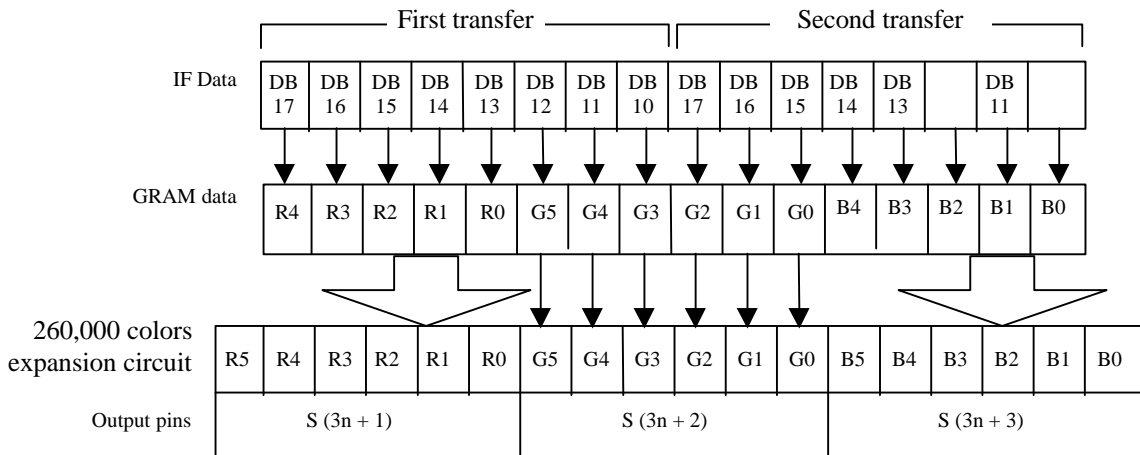 First transfer Second transfer
IF Data DB 17 DB 16 DB 15 DB 14 DB 13 DB 12 DB 11 DB 10 DB 17 DB 16 DB 15 DB 14 DB 13 DB 11
GRAM data R4 R3 R2 R1 R0 G5 G4 G3 G2 G1 G0 B4 B3 B2 B1 B0
260,000 colors
expansion circuit R5 R4 R3 R2 R1 R0 G5 G4 G3 G2 G1 G0 B5 B4 B3 B2 B1 B0
Output pins S (3n + 1) S (3n + 2) S (3n + 3)